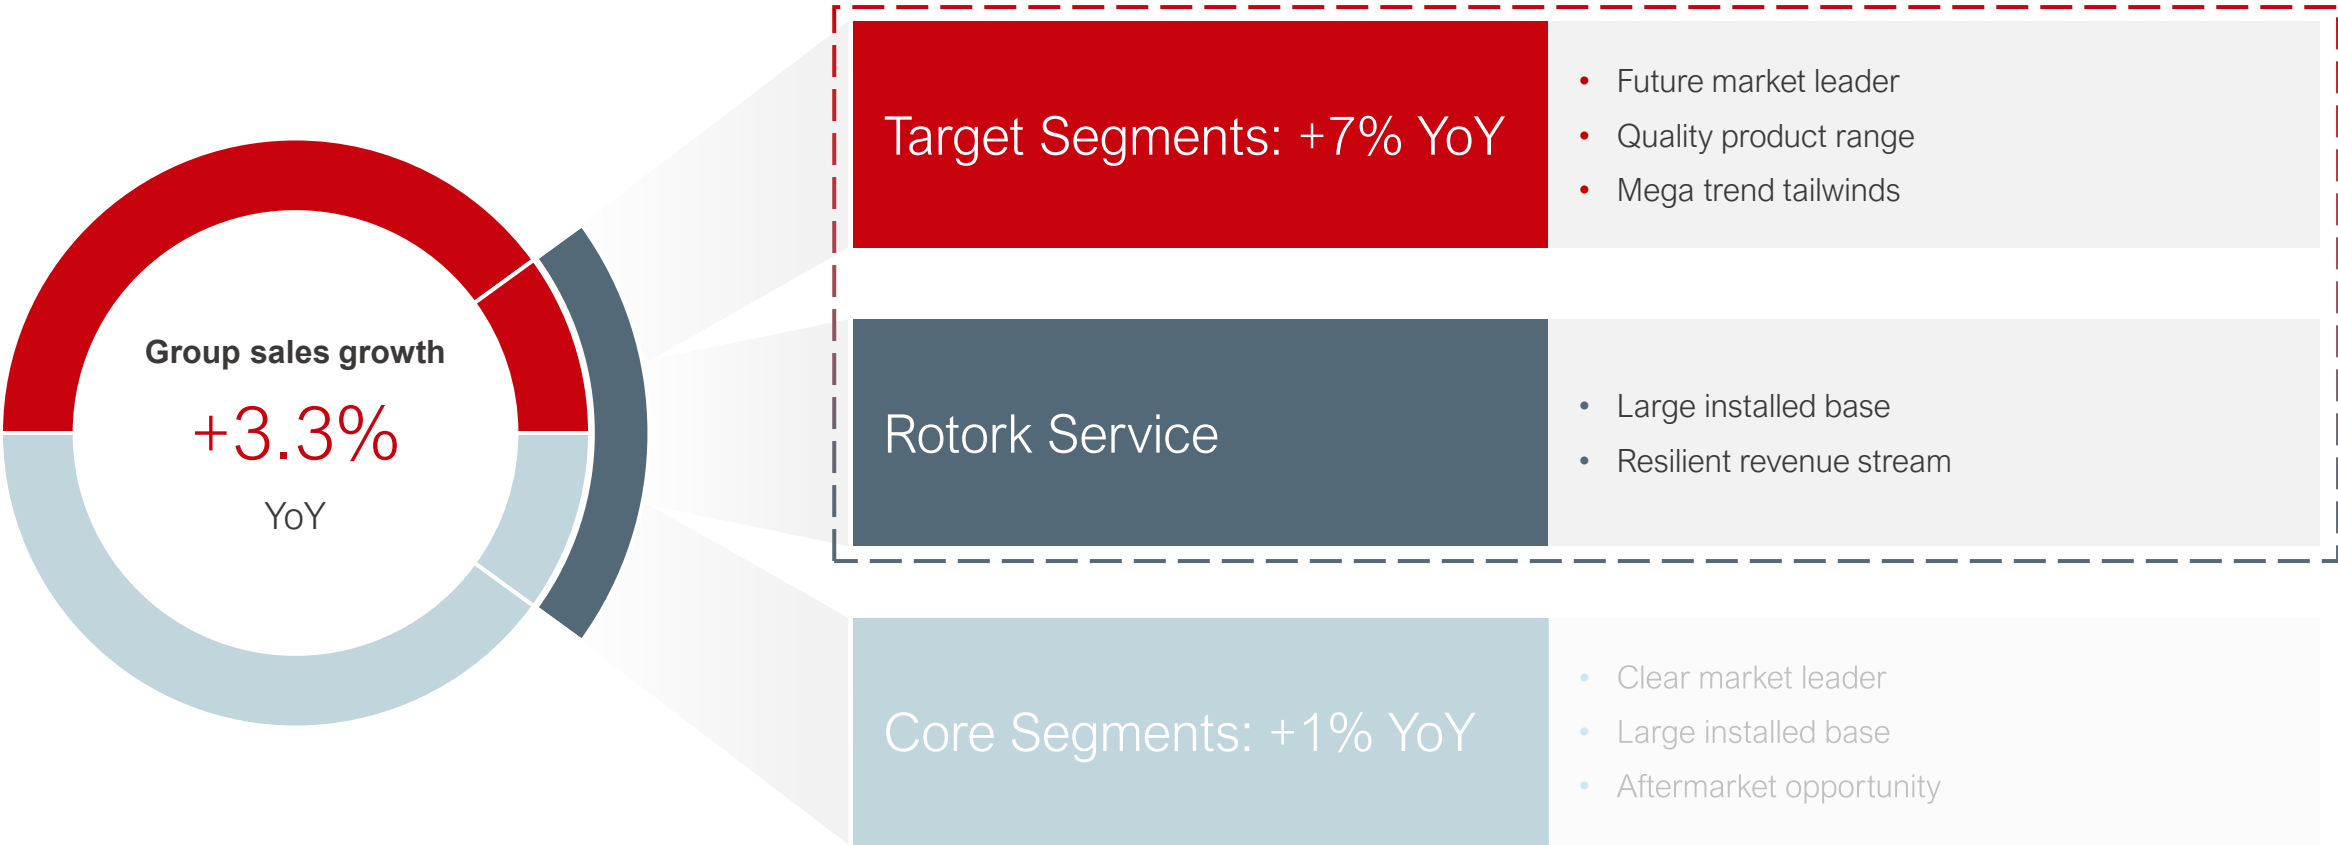 Group sales growth
+3.3%
YoY
Target Segments: +7% YoY
• Future market leader
• Quality product range
• Mega trend tailwinds
Rotork Service
• Large installed base
• Resilient revenue stream
Core Segments: +1% YoY
• Clear market leader
• Large installed base
• Aftermarket opportunity